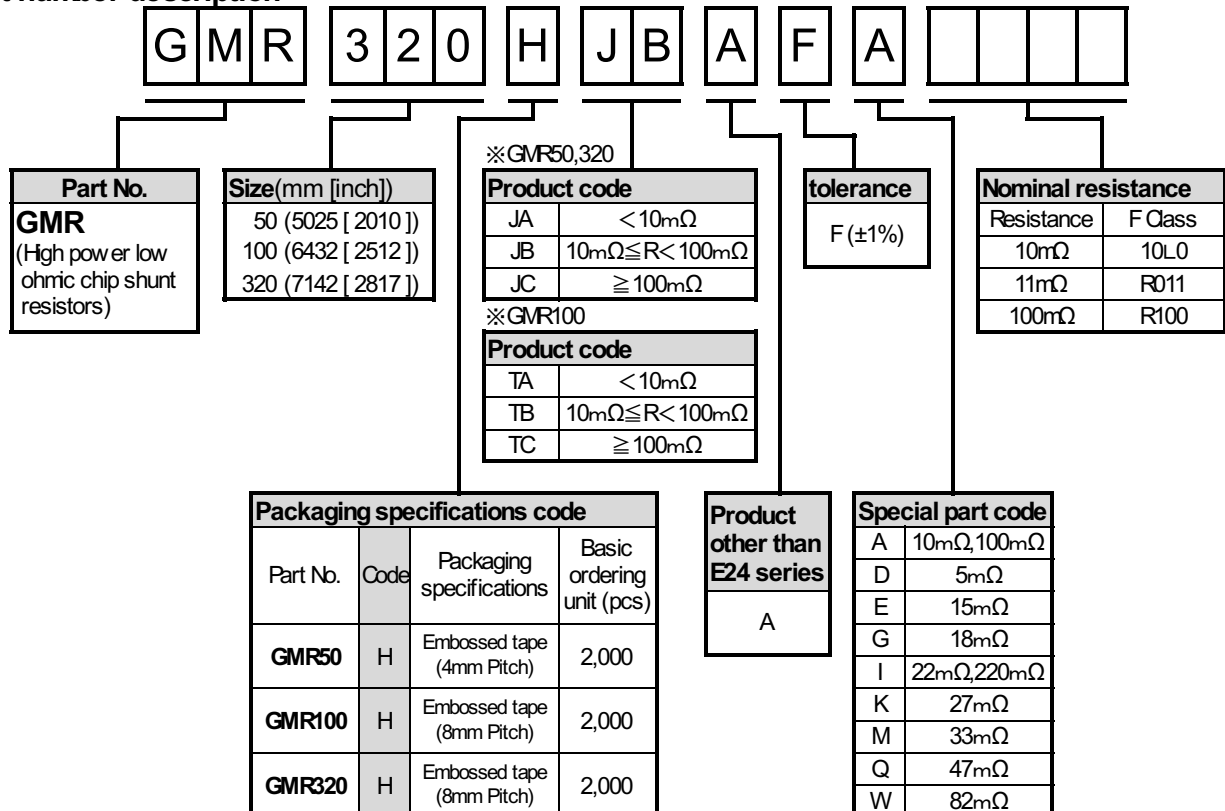 GMR 320 H JB A F A
※GMR50,320
Part No.
GMR
(High power low
ohmic chip shunt
resistors)
Size(mm [inch])
50 (5025 [ 2010 ])
100 (6432 [ 2512 ])
320 (7142 [ 2817 ])
Product code
JA <10mΩ
JB 10mΩ≦R<100mΩ
JC ≧100mΩ
※GMR100
Product code
TA <10mΩ
TB 10mΩ≦R<100mΩ
TC ≧100mΩ
tolerance
F (±1%)
Nominal resistance
Resistance F Class
10mΩ 10L0
11mΩ R011
100mΩ R100
Packaging specifications code
Part No. Code Packaging specifications Basic ordering unit (pcs)
GMR50 H Embossed tape (4mm Pitch) 2,000
GMR100 H Embossed tape (8mm Pitch) 2,000
GMR320 H Embossed tape (8mm Pitch) 2,000
Product
other than
E24 series
A
Special part code
A 10mΩ,100mΩ
D 5mΩ
E 15mΩ
G 18mΩ
I 22mΩ,220mΩ
K 27mΩ
M 33mΩ
Q 47mΩ
W 82mΩ